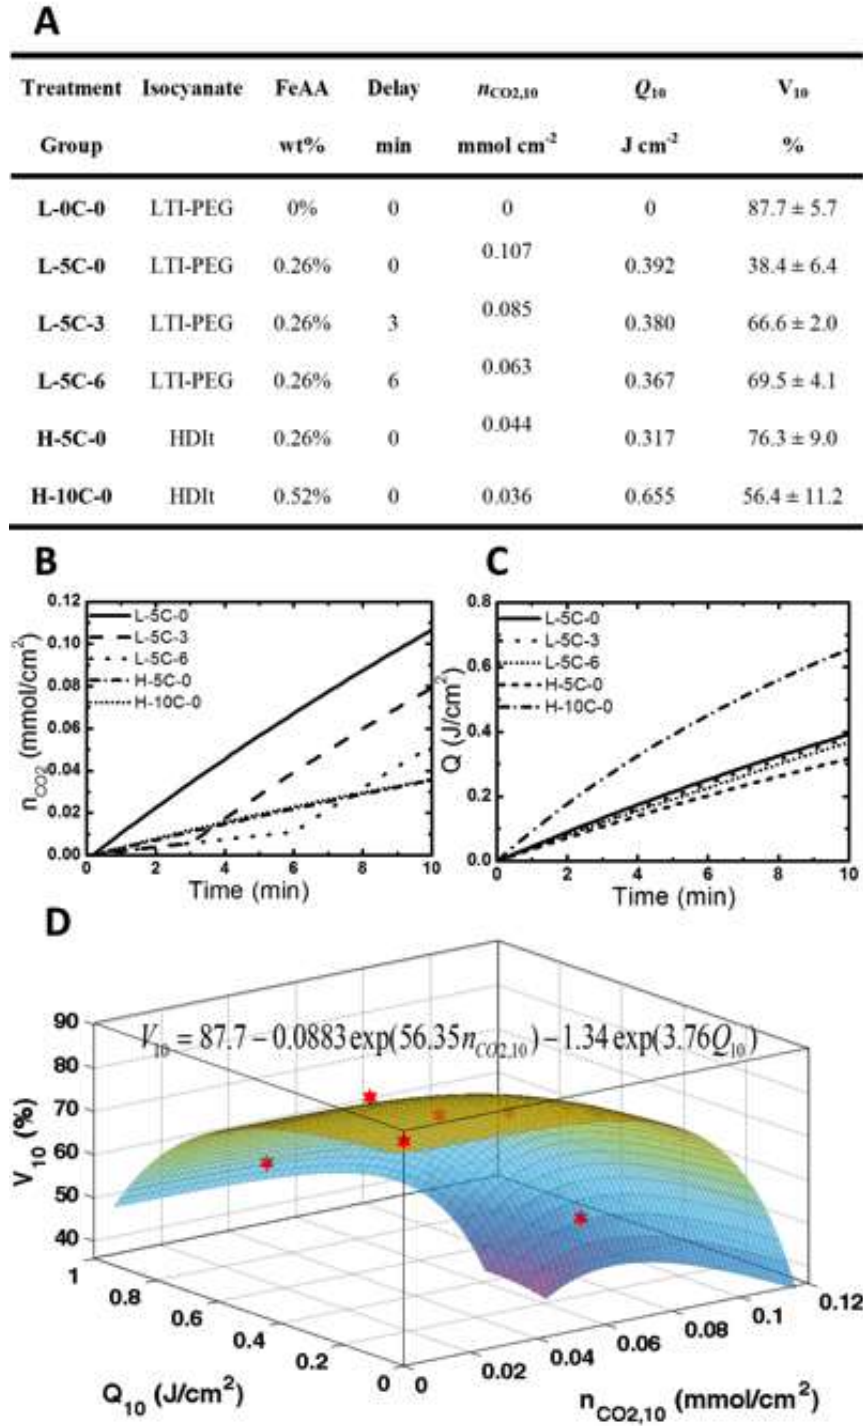 A
Treatment Isocyanate FeAA Delay nCO2,10 Q10 V10
Group wt% min mmol cm-2 J cm-2 %
L-0C-0 LTI-PEG 0% 0 0 0 87.7 ± 5.7
L-5C-0 LTI-PEG 0.26% 0 0.107 0.392 38.4 ± 6.4
L-5C-3 LTI-PEG 0.26% 3 0.085 0.380 66.6 ± 2.0
L-5C-6 LTI-PEG 0.26% 6 0.063 0.367 69.5 ± 4.1
H-5C-0 HDIt 0.26% 0 0.044 0.317 76.3 ± 9.0
H-10C-0 HDIt 0.52% 0 0.036 0.655 56.4 ± 11.2
B
nCO2 (mmol/cm2)
0.12
0.10
0.08
0.06
0.04
0.02
0.00
L-5C-0
L-5C-3
L-5C-6
H-5C-0
H-10C-0
0 2 4 6 8 10
Time (min)
C
Q (J/cm2)
0.8
0.6
0.4
0.2
0.0
L-5C-0
L-5C-3
L-5C-6
H-5C-0
H-10C-0
0 2 4 6 8 10
Time (min)
D
V10 = 87.7 − 0.0883 exp(56.35nCO2,10) − 1.34 exp(3.76Q10)
V10 (%)
90
80
70
60
50
40
1 0.8 0.6 0.4 0.2 0
Q10 (J/cm2)
0 0.02 0.04 0.06 0.08 0.1 0.12
nCO2,10 (mmol/cm2)